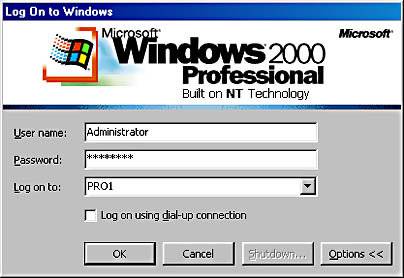 Log On to Windows
Microsoft
Microsoft
Windows 2000
Professional
Built on NT Technology
User name: Administrator
Password: ********
Log on to: PRO1
Log on using dial-up connection
OK Cancel Shutdown... Options <<